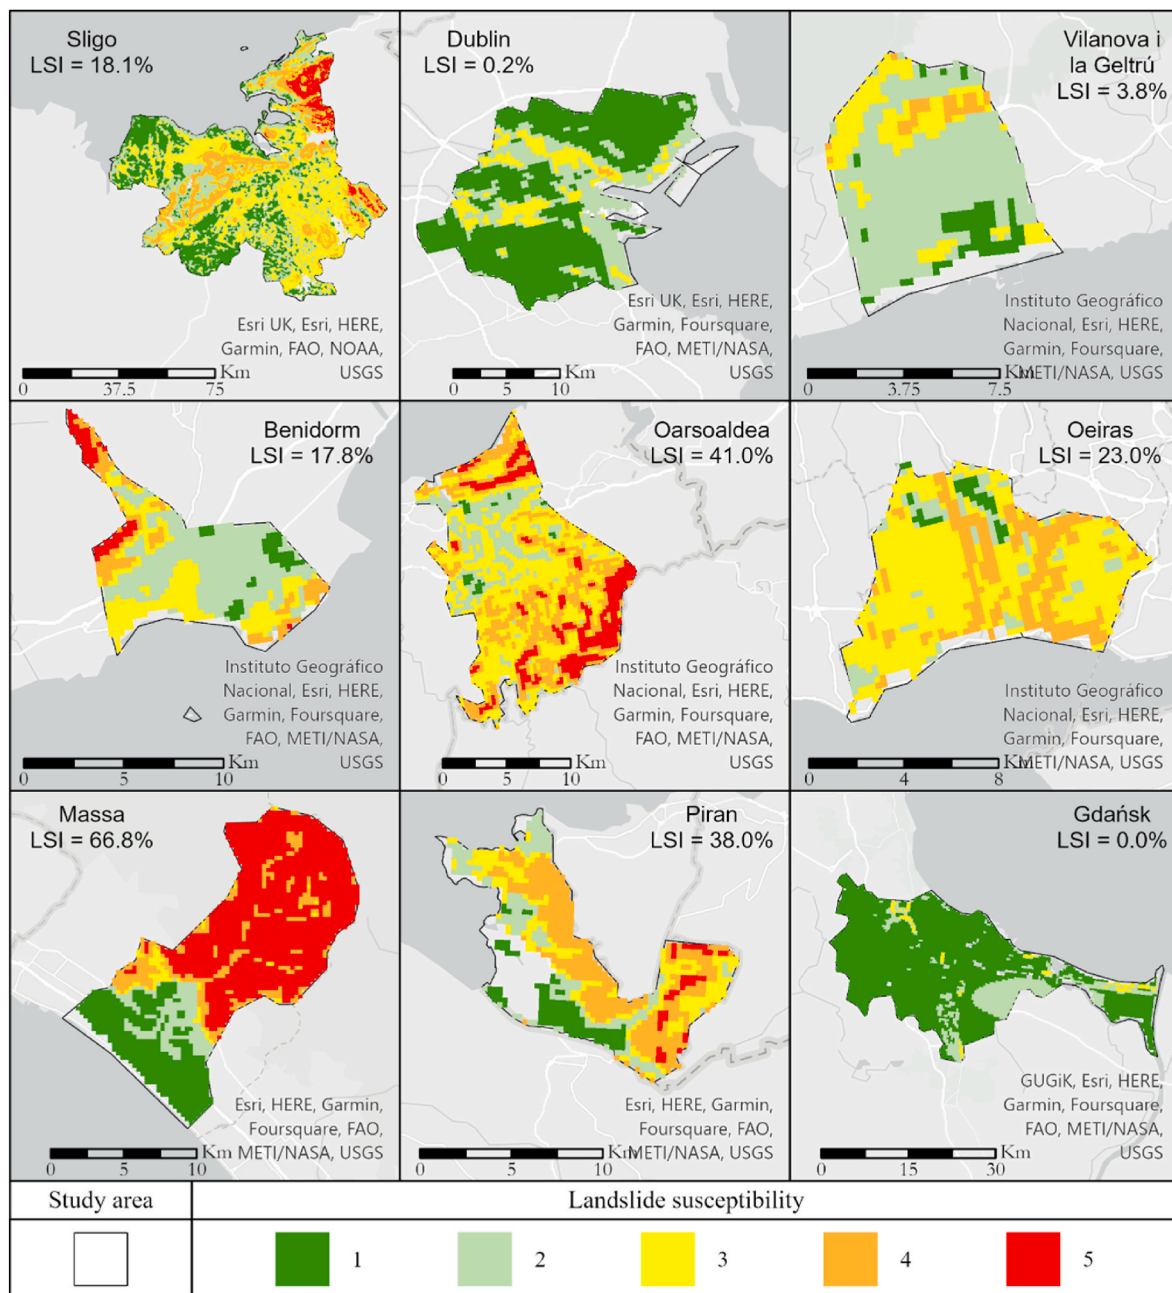 Sligo
LSI = 18.1%
Esri UK, Esri, HERE,
Garmin, FAO, NOAA,
USGS
Km
0 37.5 75
Dublin
LSI = 0.2%
Esri UK, Esri, HERE,
Garmin, Foursquare,
FAO, METI/NASA,
USGS
Km
0 5 10
Vilanova i
la Geltrú
LSI = 3.8%
Instituto Geográfico
Nacional, Esri, HERE,
Garmin, Foursquare,
METI/NASA, USGS
Km
0 3.75 7.5
Benidorm
LSI = 17.8%
Instituto Geográfico
Nacional, Esri, HERE,
Garmin, Foursquare,
FAO, METI/NASA,
USGS
Km
0 5 10
Oarsoaldea
LSI = 41.0%
Instituto Geográfico
Nacional, Esri, HERE,
Garmin, Foursquare,
FAO, METI/NASA,
USGS
Km
0 5 10
Oeiras
LSI = 23.0%
Instituto Geográfico
Nacional, Esri, HERE,
Garmin, Foursquare,
METI/NASA, USGS
Km
0 4 8
Massa
LSI = 66.8%
Esri, HERE, Garmin,
Foursquare, FAO,
METI/NASA, USGS
Km
0 5 10
Piran
LSI = 38.0%
Esri, HERE, Garmin,
Foursquare, FAO,
METI/NASA, USGS
Km
0 5 10
Gdańsk
LSI = 0.0%
GUGiK, Esri, HERE,
Garmin, Foursquare,
FAO, METI/NASA,
USGS
Km
0 15 30
Study area
Landslide susceptibility
1 2 3 4 5